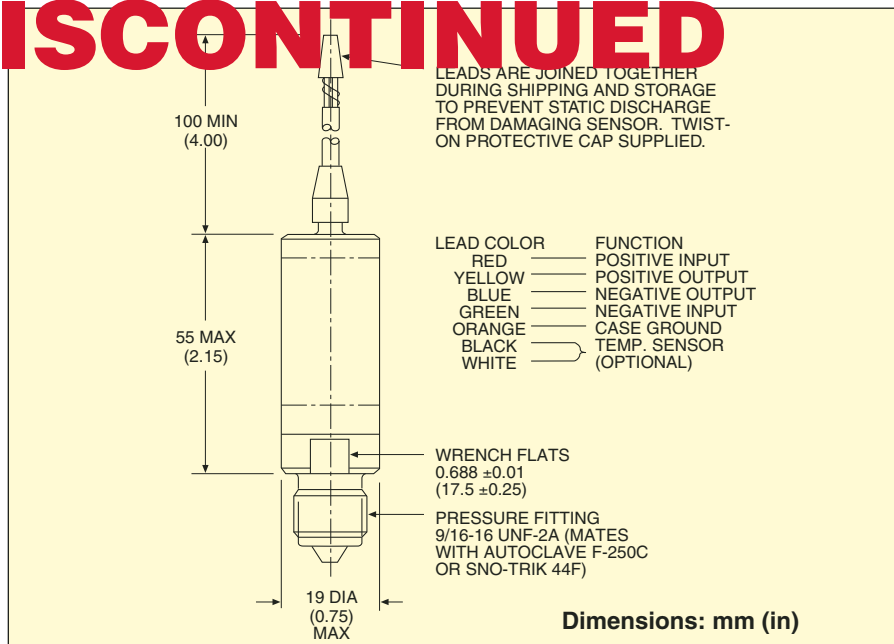 ISCONTINUED
LEADS ARE JOINED TOGETHER
DURING SHIPPING AND STORAGE
TO PREVENT STATIC DISCHARGE
FROM DAMAGING SENSOR. TWIST-
ON PROTECTIVE CAP SUPPLIED.
100 MIN
(4.00)
LEAD COLOR FUNCTION
RED POSITIVE INPUT
YELLOW POSITIVE OUTPUT
BLUE NEGATIVE OUTPUT
GREEN NEGATIVE INPUT
ORANGE CASE GROUND
BLACK TEMP. SENSOR
WHITE (OPTIONAL)
55 MAX
(2.15)
WRENCH FLATS
0.688 ±0.01
(17.5 ±0.25)
PRESSURE FITTING
9/16-16 UNF-2A (MATES
WITH AUTOCLAVE F-250C
OR SNO-TRIK 44F)
19 DIA
(0.75)
MAX
Dimensions: mm (in)